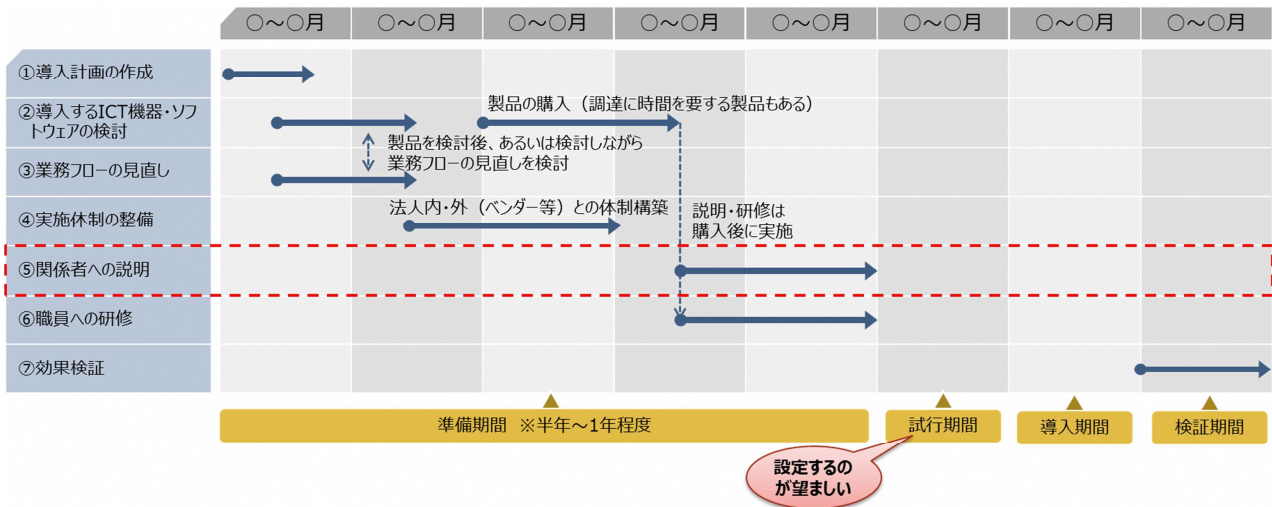 〇～〇月 〇～〇月 〇～〇月 〇～〇月 〇～〇月 〇～〇月 〇～〇月 〇～〇月
①導入計画の作成
②導入するICT機器・ソフ
トウェアの検討
製品の購入（調達に時間を要する製品もある）
製品を検討後、あるいは検討しながら
業務フローの見直しを検討
③業務フローの見直し
④実施体制の整備
法人内・外（ベンダー等）との体制構築
説明・研修は
購入後に実施
⑤関係者への説明
⑥職員への研修
⑦効果検証
準備期間 ※半年～1年程度
試行期間
導入期間
検証期間
設定するの
が望ましい